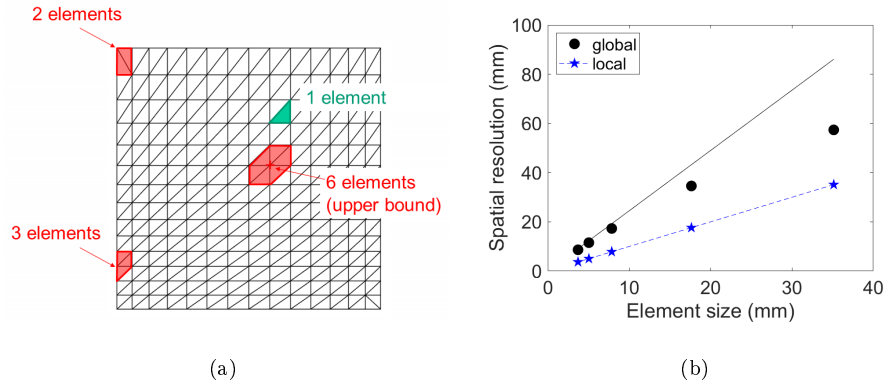 2 elements
1 element
6 elements
(upper bound)
3 elements
(a)
Spatial resolution (mm)
100
80
60
40
20
0
global
local
0 10 20 30 40
Element size (mm)
(b)